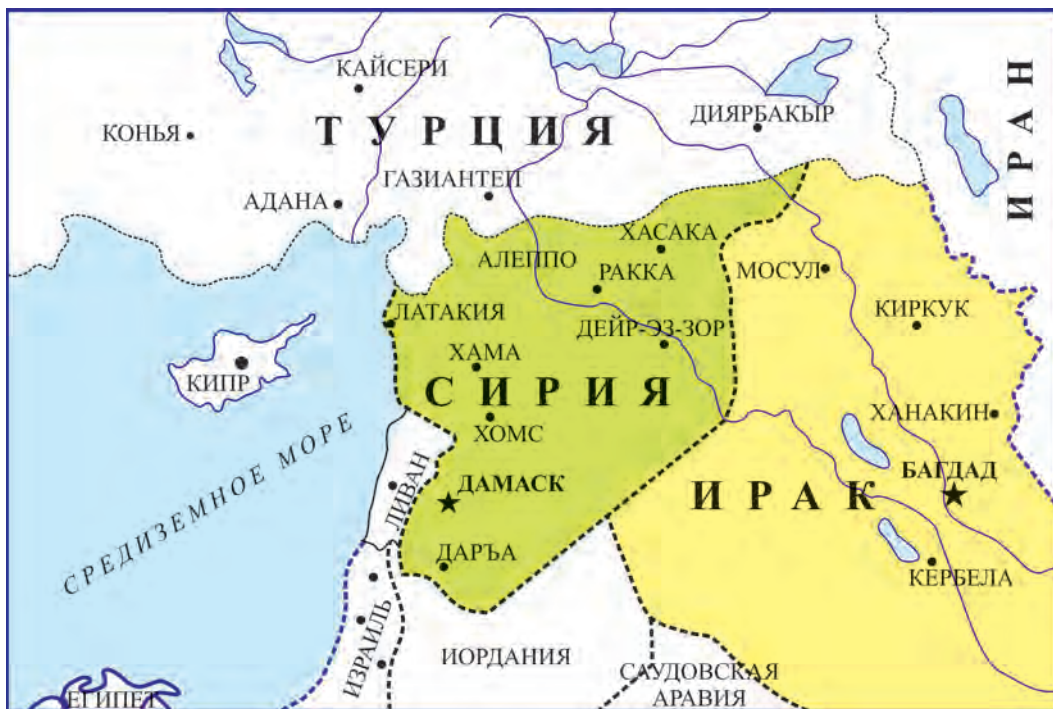 КАЙСЕРИ
КОНЬЯ
ТУРЦИЯ
ДИЯРБАКЫР
ИРАН
АДАНА
ГАЗИАНТЕП
ХАСАКА
АЛЕППО
РАККА
МОСУЛ
ЛАТАКИЯ
ДЕЙР-ЭЗ-ЗОР
КИРКУК
КИПР
ХАМА
СИРИЯ
ХОМС
ХАНАКИН
СРЕДИЗЕМНОЕ МОРЕ
ЛИВАН
ДАМАСК
ИРАК
БАГДАД
ДАРЪА
КЕРБЕЛА
ИЗРАИЛЬ
ИОРДАНИЯ
САУДОВСКАЯ
АРАВИЯ
ЕГИПЕТ